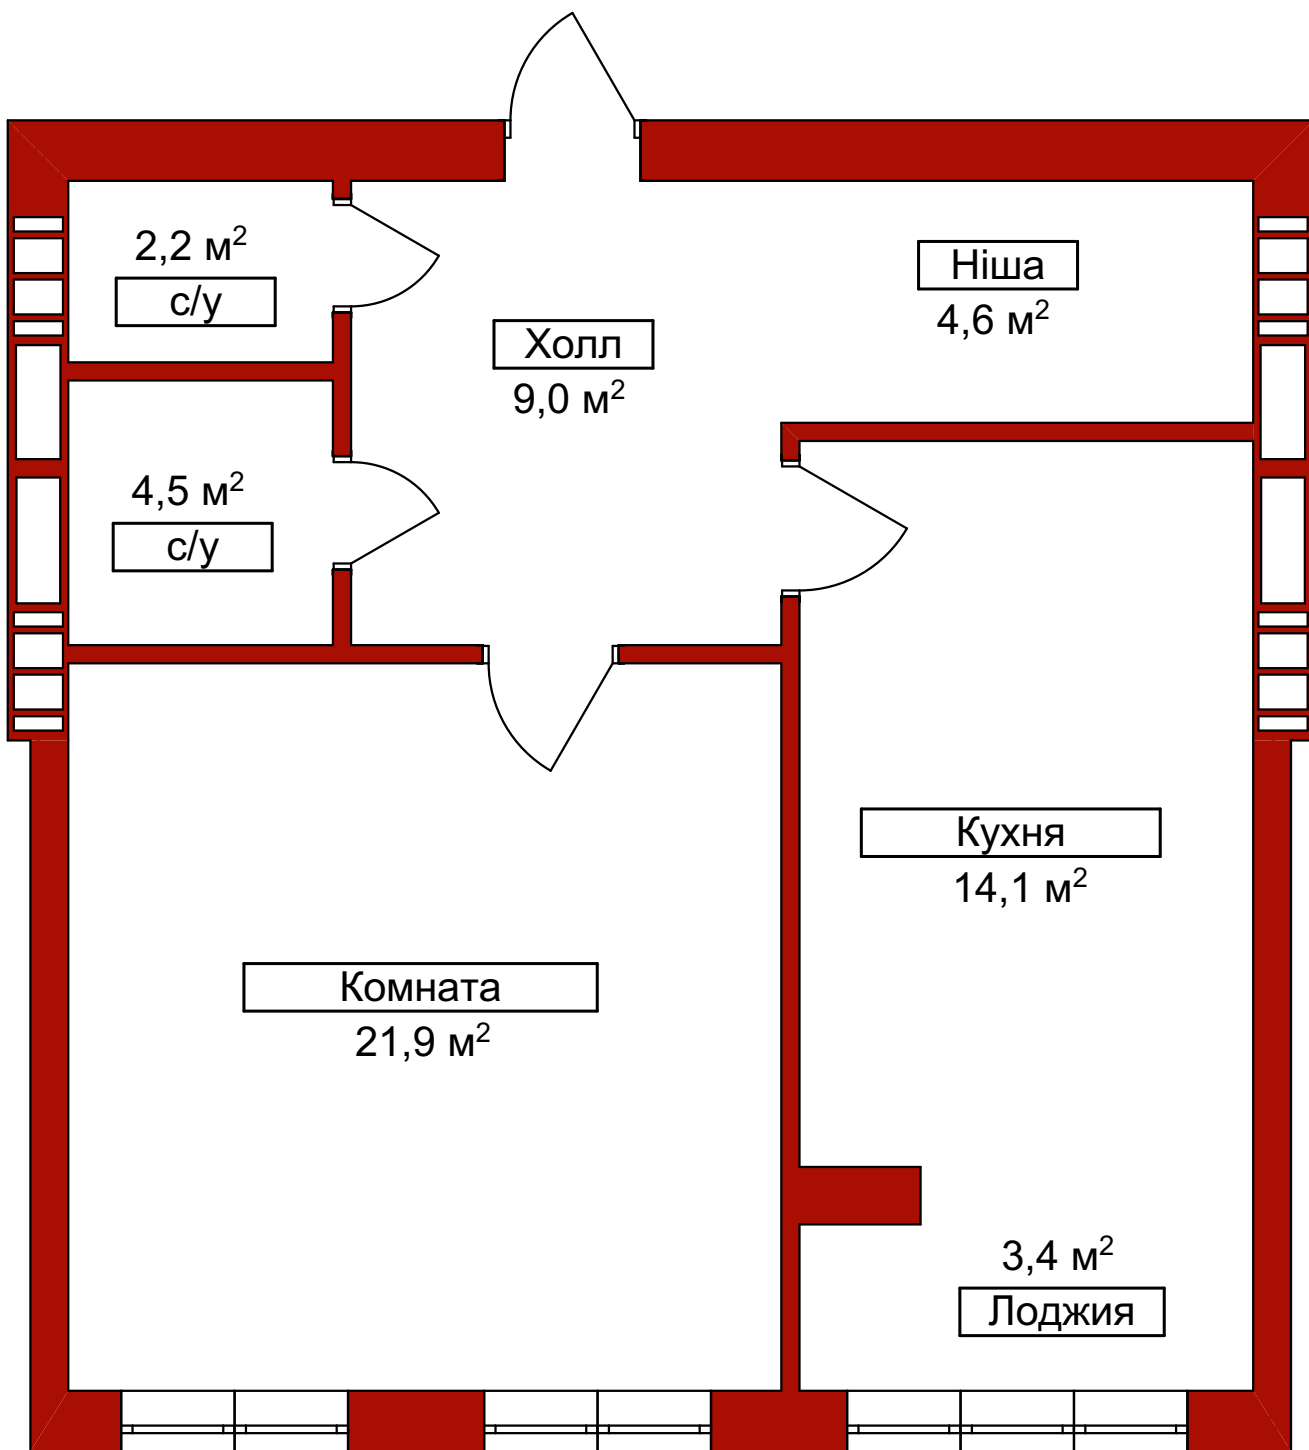 2,2 м²
с/у
Ніша
4,6 м²
Холл
9,0 м²
4,5 м²
с/у
Кухня
14,1 м²
Комната
21,9 м²
3,4 м²
Лоджия